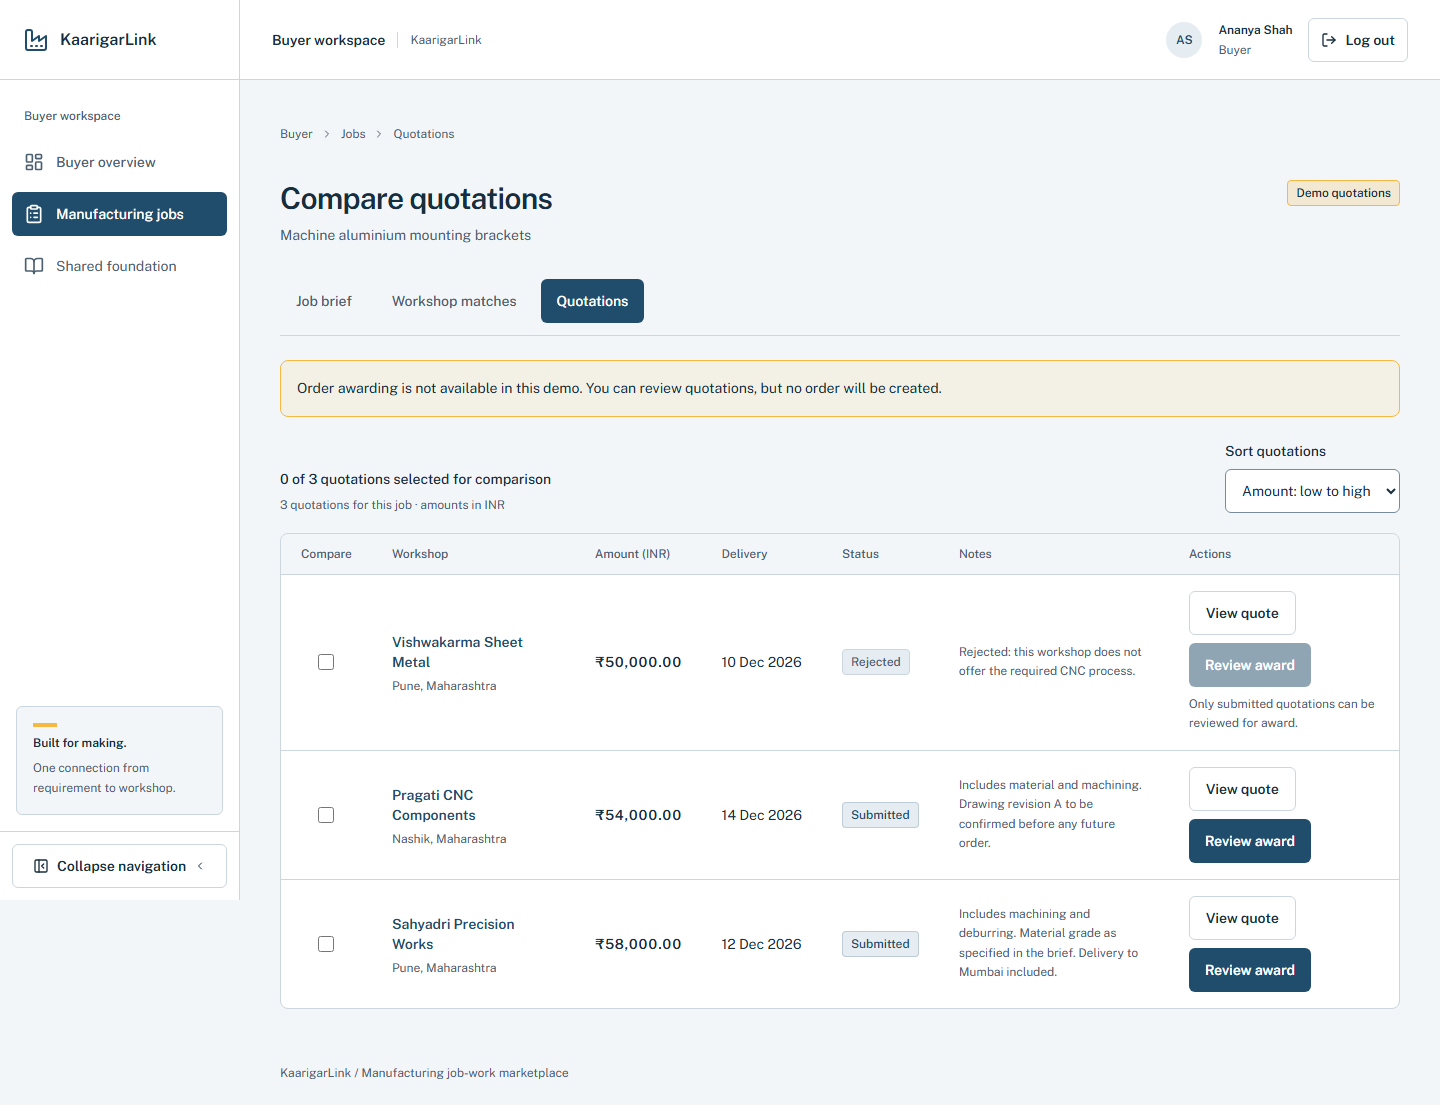 KaarigarLink
Buyer workspace
KaarigarLink
AS
Ananya Shah
Buyer
Log out
Buyer workspace
Buyer overview
Manufacturing jobs
Shared foundation
Built for making.
One connection from
requirement to workshop.
Collapse navigation
Buyer > Jobs > Quotations
Compare quotations
Demo quotations
Machine aluminium mounting brackets
Job brief Workshop matches Quotations
Order awarding is not available in this demo. You can review quotations, but no order will be created.
Sort quotations
Amount: low to high
0 of 3 quotations selected for comparison
3 quotations for this job · amounts in INR
Compare Workshop Amount (INR) Delivery Status Notes Actions
Vishwakarma Sheet
Metal
Pune, Maharashtra
₹50,000.00
10 Dec 2026
Rejected
Rejected: this workshop does not
offer the required CNC process.
View quote
Review award
Only submitted quotations can be
reviewed for award.
Pragati CNC
Components
Nashik, Maharashtra
₹54,000.00
14 Dec 2026
Submitted
Includes material and machining.
Drawing revision A to be
confirmed before any future
order.
View quote
Review award
Sahyadri Precision
Works
Pune, Maharashtra
₹58,000.00
12 Dec 2026
Submitted
Includes machining and
deburring. Material grade as
specified in the brief. Delivery to
Mumbai included.
View quote
Review award
KaarigarLink / Manufacturing job-work marketplace